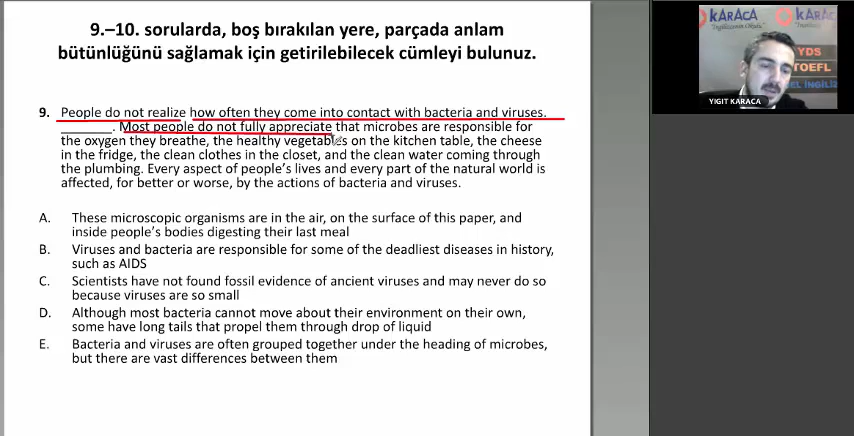 9.–10. sorularda, boş bırakılan yere, parçada anlam
bütünlüğünü sağlamak için getirilebilecek cümleyi bulunuz.
9. People do not realize how often they come into contact with bacteria and viruses.
_______. Most people do not fully appreciate that microbes are responsible for
the oxygen they breathe, the healthy vegetables on the kitchen table, the cheese
in the fridge, the clean clothes in the closet, and the clean water coming through
the plumbing. Every aspect of people's lives and every part of the natural world is
affected, for better or worse, by the actions of bacteria and viruses.
A. These microscopic organisms are in the air, on the surface of this paper, and
inside people's bodies digesting their last meal
B. Viruses and bacteria are responsible for some of the deadliest diseases in history,
such as AIDS
C. Scientists have not found fossil evidence of ancient viruses and may never do so
because viruses are so small
D. Although most bacteria cannot move about their environment on their own,
some have long tails that propel them through drop of liquid
E. Bacteria and viruses are often grouped together under the heading of microbes,
but there are vast differences between them
KARACA
KARAC
YDS
TOEFL
EL İNGİLİZ
YIGIT KARACA